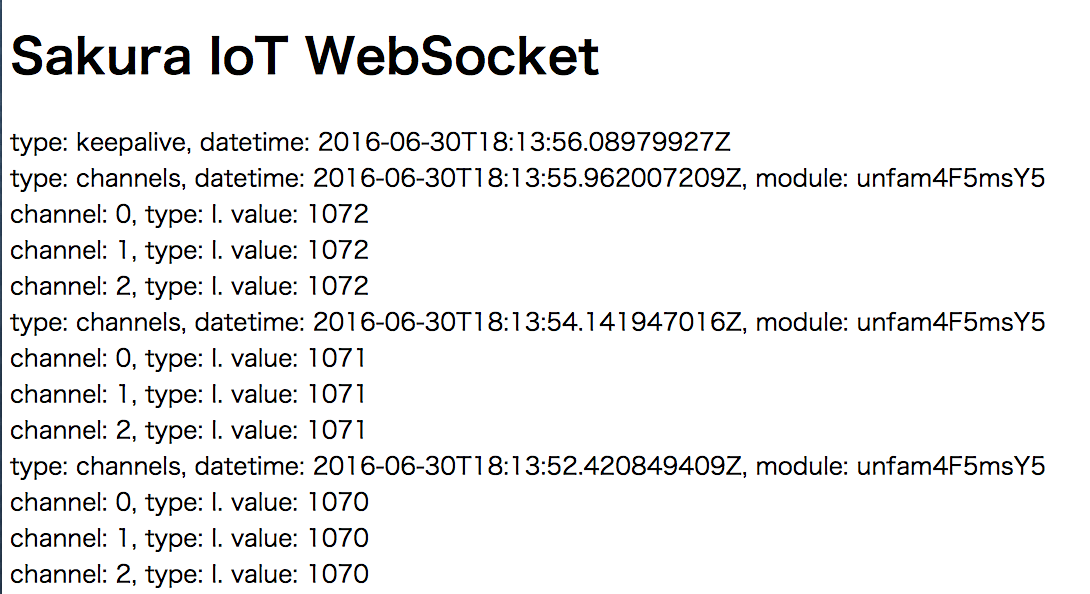 Sakura IoT WebSocket
type: keepalive, datetime: 2016-06-30T18:13:56.08979927Z
type: channels, datetime: 2016-06-30T18:13:55.962007209Z, module: unfam4F5msY5
channel: 0, type: l. value: 1072
channel: 1, type: l. value: 1072
channel: 2, type: l. value: 1072
type: channels, datetime: 2016-06-30T18:13:54.141947016Z, module: unfam4F5msY5
channel: 0, type: l. value: 1071
channel: 1, type: l. value: 1071
channel: 2, type: l. value: 1071
type: channels, datetime: 2016-06-30T18:13:52.420849409Z, module: unfam4F5msY5
channel: 0, type: l. value: 1070
channel: 1, type: l. value: 1070
channel: 2, type: l. value: 1070